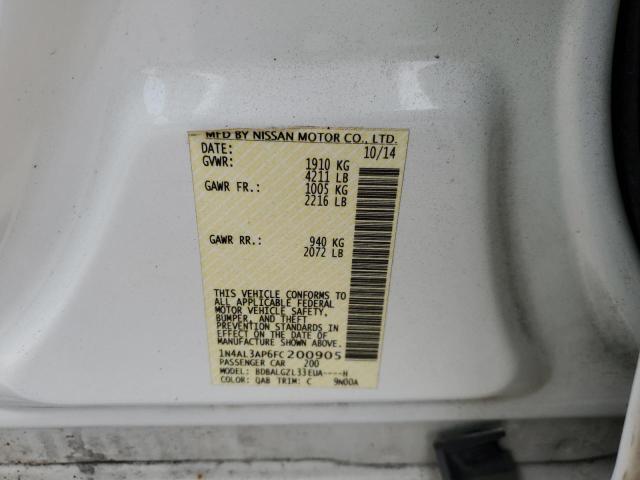 MFD BY NISSAN MOTOR CO., LTD.
DATE: 10/14
GVWR: 1910 KG
4211 LB
GAWR FR.: 1005 KG
2216 LB
GAWR RR.: 940 KG
2072 LB
THIS VEHICLE CONFORMS TO
ALL APPLICABLE FEDERAL
MOTOR VEHICLE SAFETY,
BUMPER, AND THEFT
PREVENTION STANDARDS IN
EFFECT ON THE DATE OF
MANUFACTURE SHOWN ABOVE.
1N4AL3AP6FC200905
PASSENGER CAR 200
MODEL: BDBALGZL33EUA----H
COLOR: QAB TRIM: C 9N00A